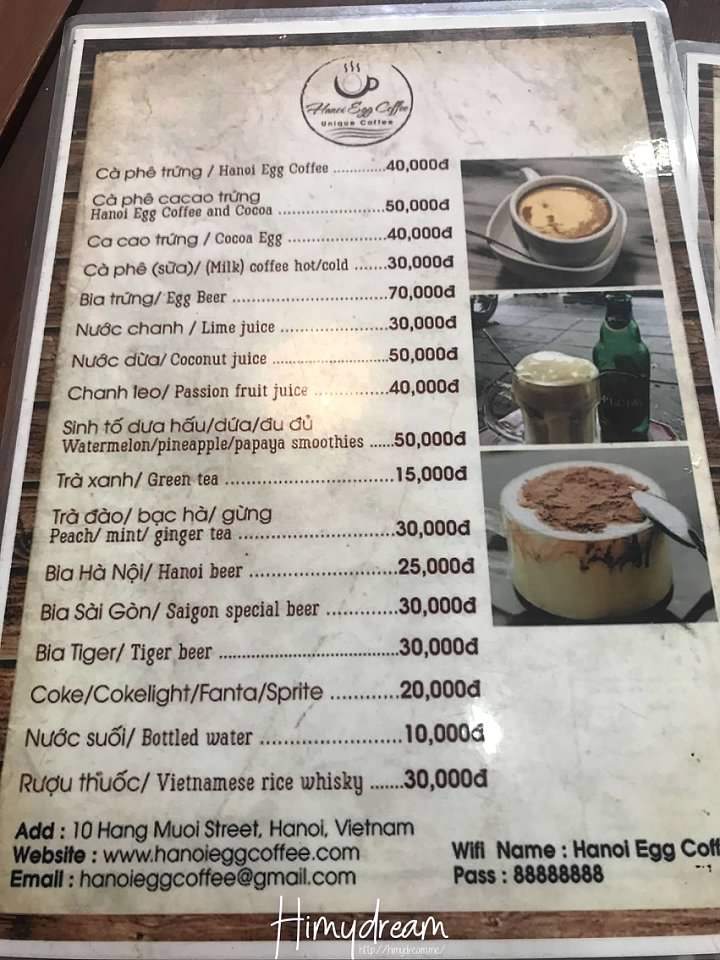 Hanoi Egg Coffee
Unique Coffee
Cà phê trứng / Hanoi Egg Coffee .............40,000đ
Cà phê cacao trứng
Hanoi Egg Coffee and Cocoa ........................50,000đ
Ca cao trứng / Cocoa Egg ......................40,000đ
Cà phê (sữa)/ (Milk) coffee hot/cold .......30,000đ
Bia trứng/ Egg Beer ...................................70,000đ
Nước chanh / Lime juice ........................30,000đ
Nước dừa/ Coconut juice ............................50,000đ
Chanh leo/ Passion fruit juice ................40,000đ
Sinh tố dưa hấu/dứa/đu đủ
Watermelon/pineapple/papaya smoothies ......50,000đ
Trà xanh/ Green tea ..................................15,000đ
Trà đào/ bạc hà/ gừng
Peach/ mint/ ginger tea .................................30,000đ
Bia Hà Nội/ Hanoi beer ..............................25,000đ
Bia Sài Gòn/ Saigon special beer ..............30,000đ
Bia Tiger/ Tiger beer ........................................30,000đ
Coke/Cokelight/Fanta/Sprite ............20,000đ
Nước suối/ Bottled water ........................10,000đ
Rượu thuốc/ Vietnamese rice whisky .......30,000đ
Add : 10 Hang Muoi Street, Hanoi, Vietnam
Website : www.hanoieggcoffee.com
Email : hanoieggcoffee@gmail.com
Wifi Name : Hanoi Egg Coff
Pass : 88888888
Himydream
http://himydream.me/